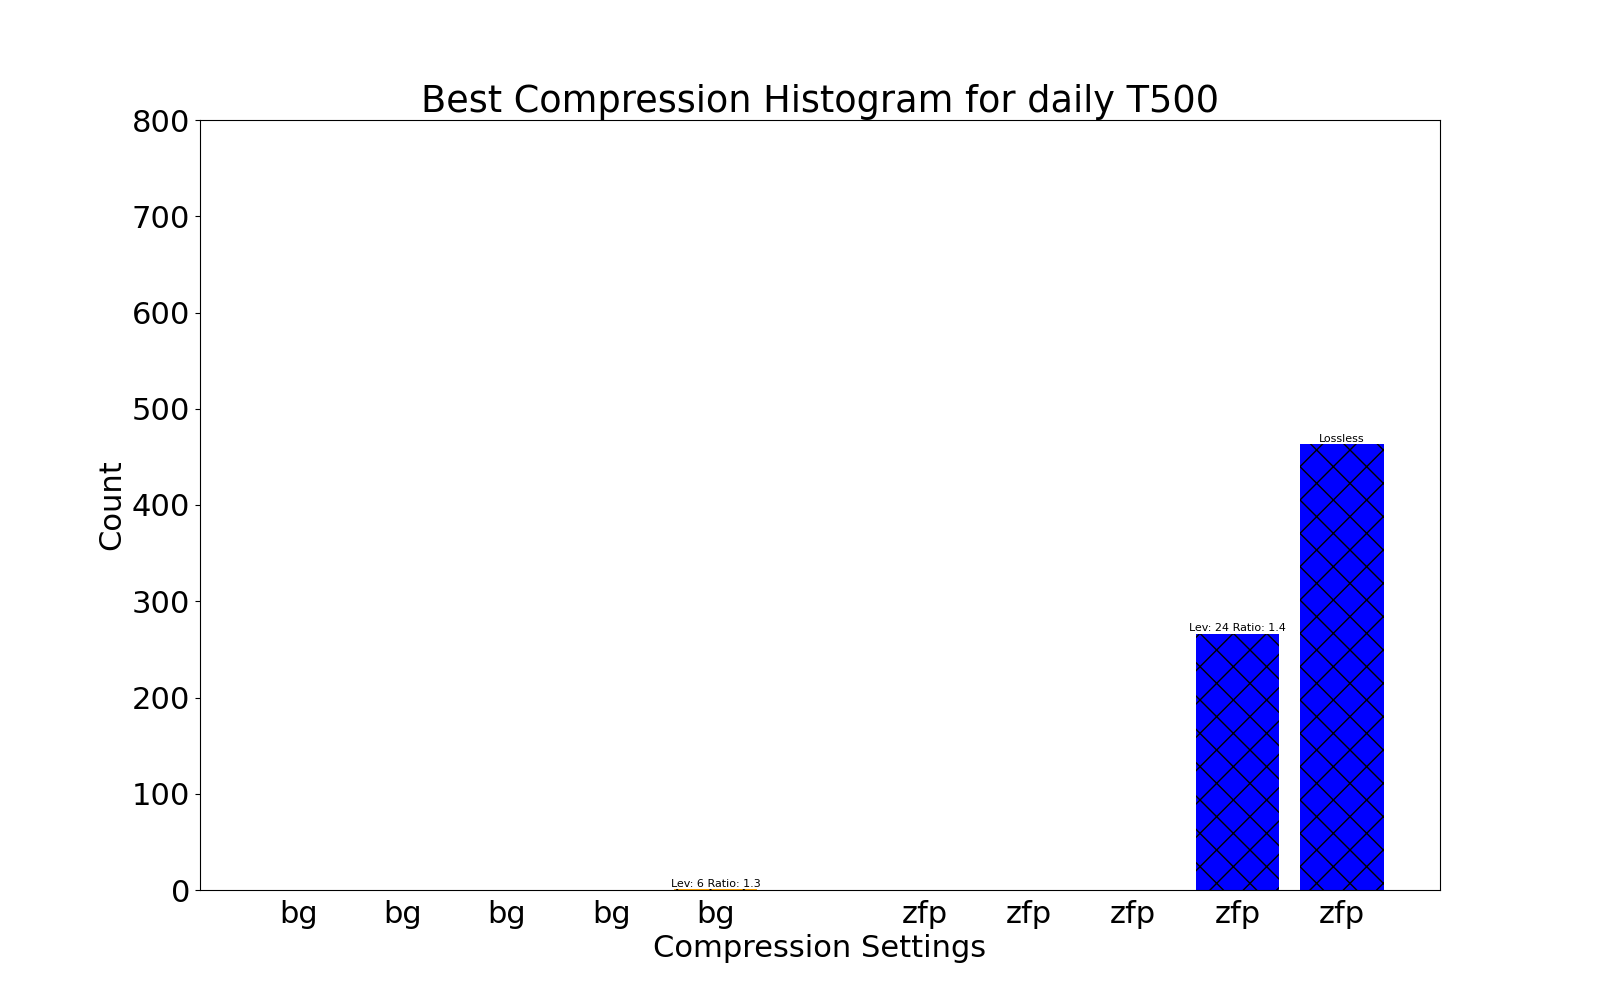 Best Compression Histogram for daily T500
800
700
600
500
400
300
200
100
0
Count
Lossless
Lev: 24 Ratio: 1.4
Lev: 6 Ratio: 1.3
bg bg bg bg bg zfp zfp zfp zfp zfp
Compression Settings